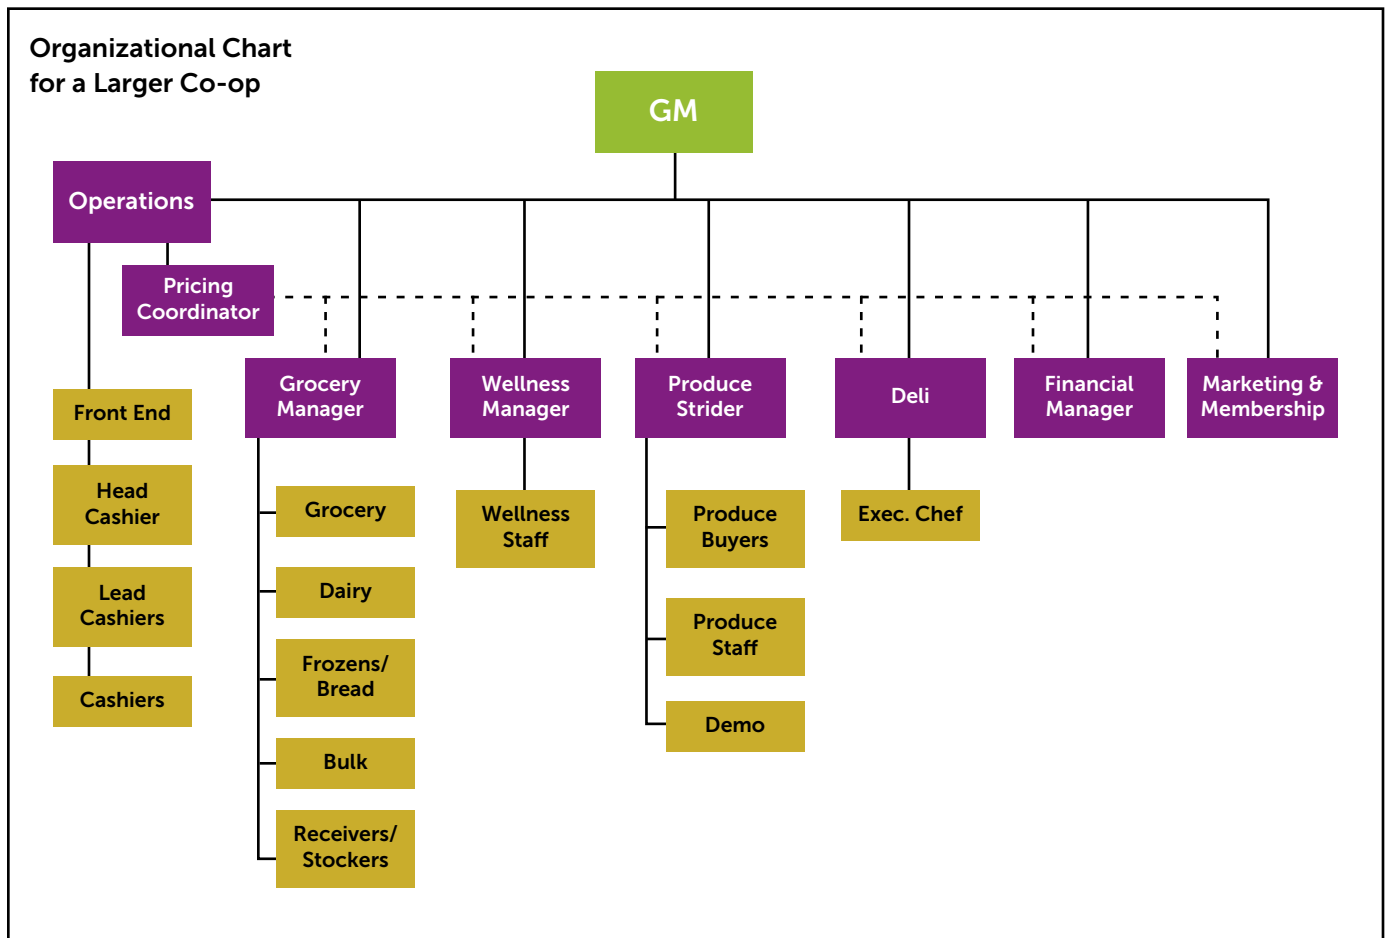 Organizational Chart
for a Larger Co-op
GM
Operations
Pricing
Coordinator
Grocery
Manager
Wellness
Manager
Produce
Strider
Deli
Financial
Manager
Marketing &
Membership
Front End
Head
Cashier
Lead
Cashiers
Cashiers
Grocery
Dairy
Frozens/
Bread
Bulk
Receivers/
Stockers
Wellness
Staff
Produce
Buyers
Produce
Staff
Demo
Exec. Chef